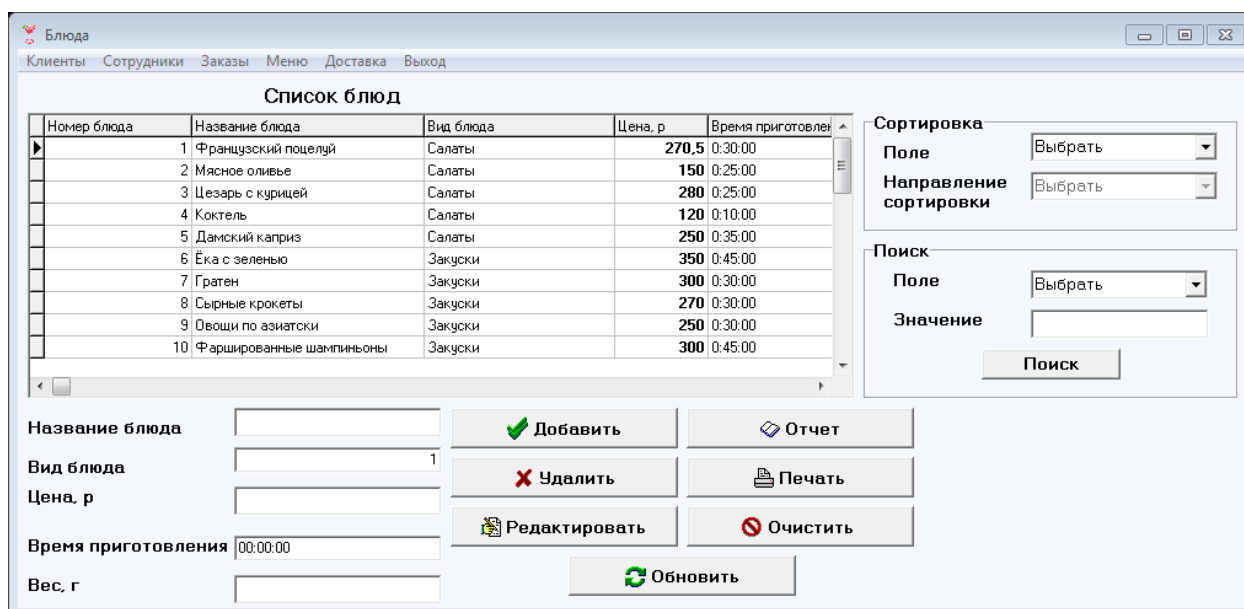 Блюда
Клиенты Сотрудники Заказы Меню Доставка Выход
Список блюд
Номер блюда Название блюда Вид блюда Цена, р Время приготовлен
1 Французский поцелуй Салаты 270,5 0:30:00
2 Мясное оливье Салаты 150 0:25:00
3 Цезарь с курицей Салаты 280 0:25:00
4 Коктель Салаты 120 0:10:00
5 Дамский каприз Салаты 250 0:35:00
6 Ёка с зеленью Закуски 350 0:45:00
7 Гратен Закуски 300 0:30:00
8 Сырные крокеты Закуски 270 0:30:00
9 Овощи по азиатски Закуски 250 0:30:00
10 Фаршированные шампиньоны Закуски 300 0:45:00
Сортировка
Поле Выбрать
Направление сортировки Выбрать
Поиск
Поле Выбрать
Значение
Поиск
Название блюда
Вид блюда 1
Цена, р
Время приготовления 00:00:00
Вес, г
Добавить Отчет
Удалить Печать
Редактировать Очистить
Обновить